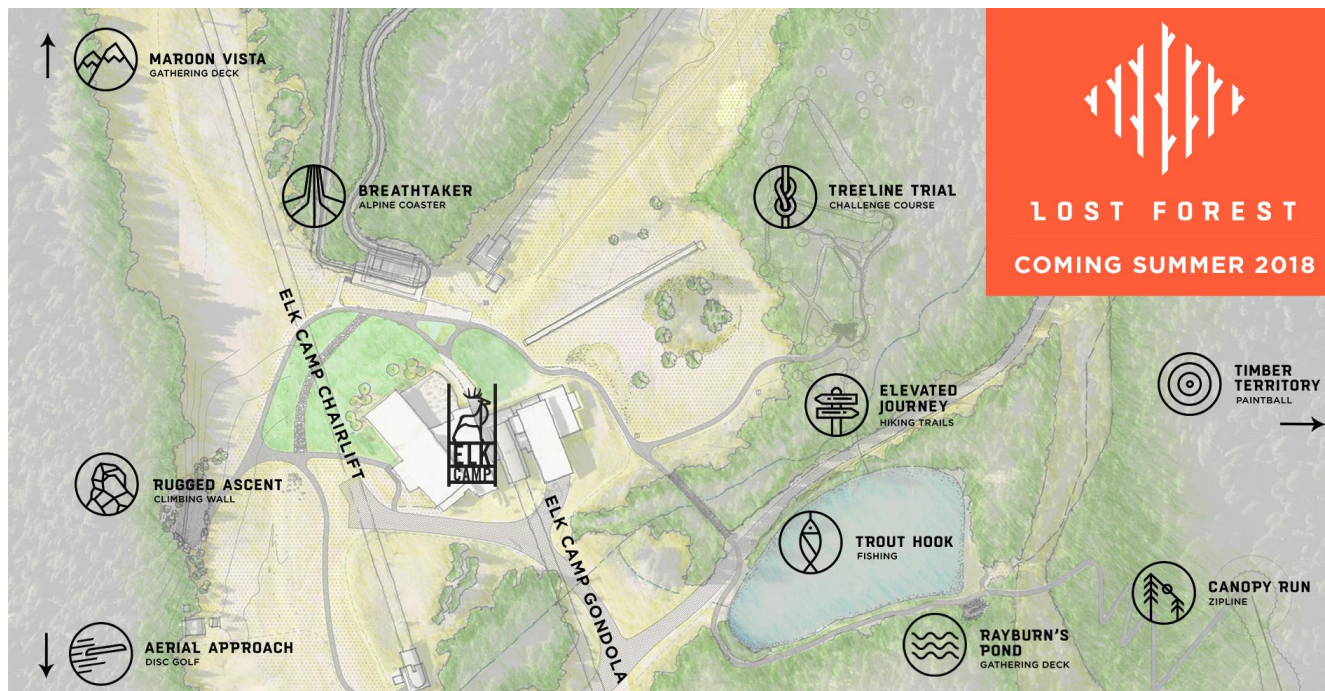 MAROON VISTA
GATHERING DECK
BREATHTAKER
ALPINE COASTER
TREELINE TRIAL
CHALLENGE COURSE
LOST FOREST
COMING SUMMER 2018
ELK CAMP CHAIRLIFT
ELK
CAMP
ELEVATED
JOURNEY
HIKING TRAILS
TIMBER
TERRITORY
PAINTBALL
RUGGED ASCENT
CLIMBING WALL
ELK CAMP GONDOLA
TROUT HOOK
FISHING
CANOPY RUN
ZIPLINE
AERIAL APPROACH
DISC GOLF
RAYBURN'S
POND
GATHERING DECK